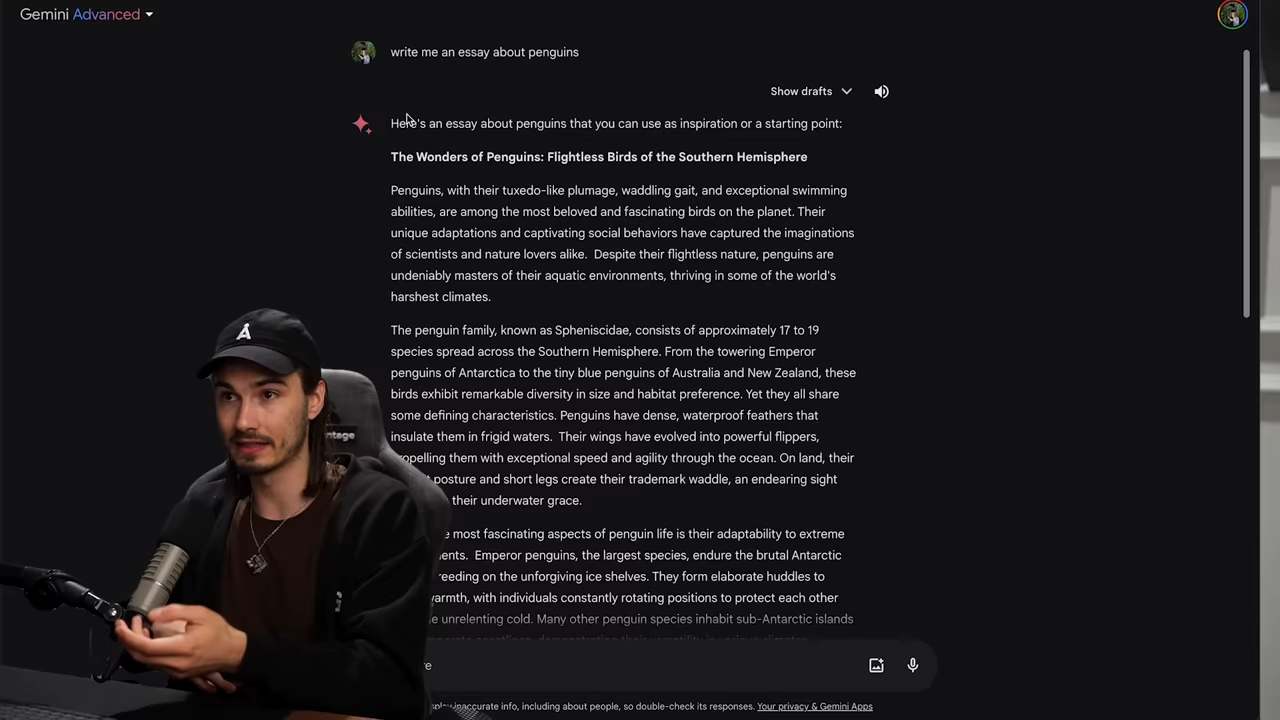 Gemini Advanced
write me an essay about penguins
Show drafts
Here's an essay about penguins that you can use as inspiration or a starting point:
The Wonders of Penguins: Flightless Birds of the Southern Hemisphere
Penguins, with their tuxedo-like plumage, waddling gait, and exceptional swimming
abilities, are among the most beloved and fascinating birds on the planet. Their
unique adaptations and captivating social behaviors have captured the imaginations
of scientists and nature lovers alike. Despite their flightless nature, penguins are
undeniably masters of their aquatic environments, thriving in some of the world's
harshest climates.
The penguin family, known as Spheniscidae, consists of approximately 17 to 19
species spread across the Southern Hemisphere. From the towering Emperor
penguins of Antarctica to the tiny blue penguins of Australia and New Zealand, these
birds exhibit remarkable diversity in size and habitat preference. Yet they all share
some defining characteristics. Penguins have dense, waterproof feathers that
insulate them in frigid waters. Their wings have evolved into powerful flippers,
propelling them with exceptional speed and agility through the ocean. On land, their
posture and short legs create their trademark waddle, an endearing sight
their underwater grace.
most fascinating aspects of penguin life is their adaptability to extreme
Emperor penguins, the largest species, endure the brutal Antarctic
on the unforgiving ice shelves. They form elaborate huddles to
with individuals constantly rotating positions to protect each other
unrelenting cold. Many other penguin species inhabit sub-Antarctic islands
inaccurate info, including about people, so double-check its responses. Your privacy & Gemini Apps